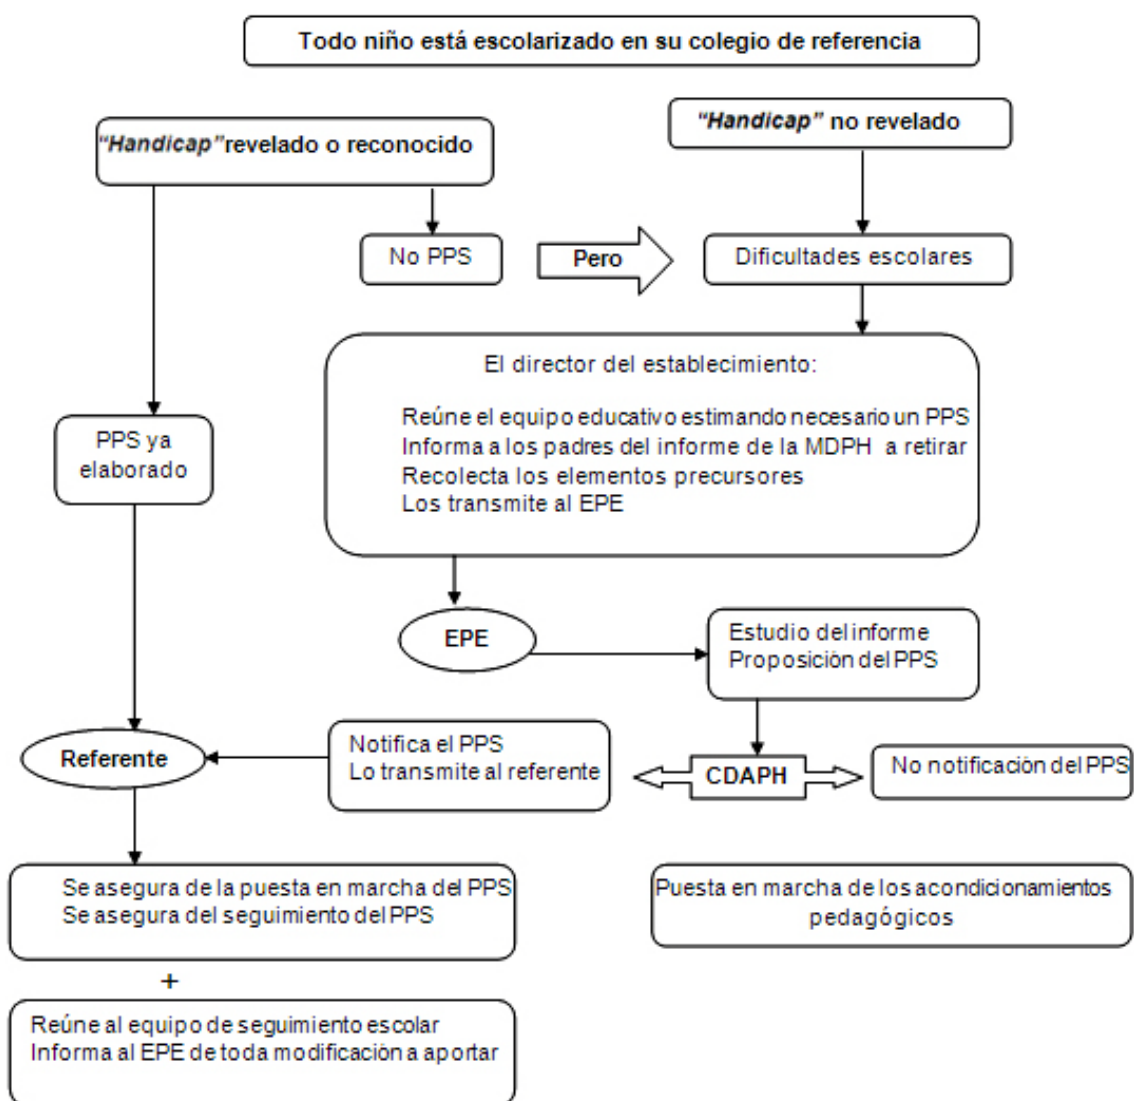 Todo niño está escolarizado en su colegio de referencia
"Handicap" revelado o reconocido
"Handicap" no revelado
No PPS
Pero
Dificultades escolares
El director del establecimiento:
Reúne el equipo educativo estimando necesario un PPS
Informa a los padres del informe de la MDPH a retirar
Recolecta los elementos precursores
Los transmite al EPE
PPS ya
elaborado
EPE
Estudio del informe
Proposición del PPS
Referente
Notifica el PPS
Lo transmite al referente
CDAPH
No notificación del PPS
Se asegura de la puesta en marcha del PPS
Se asegura del seguimiento del PPS
Puesta en marcha de los acondicionamientos
pedagógicos
+
Reúne al equipo de seguimiento escolar
Informa al EPE de toda modificación a aportar